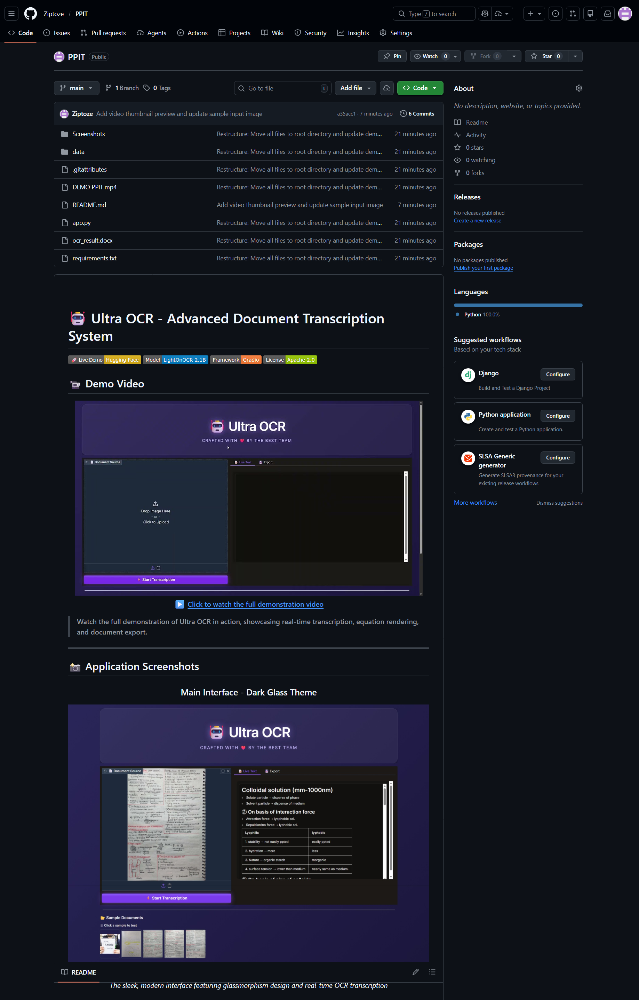 Ziptoze / PPIT
Type / to search
Code
Issues
Pull requests
Agents
Actions
Projects
Wiki
Security
Insights
Settings
PPIT Public
Pin
Watch 0
Fork 0
Star 0
main
1 Branch
0 Tags
Go to file
t
Add file
Code
Ziptoze Add video thumbnail preview and update sample input image a35acc1 · 7 minutes ago 6 Commits
Screenshots Restructure: Move all files to root directory and update dem... 21 minutes ago
data Restructure: Move all files to root directory and update dem... 21 minutes ago
.gitattributes Restructure: Move all files to root directory and update dem... 21 minutes ago
DEMO PPIT.mp4 Restructure: Move all files to root directory and update dem... 21 minutes ago
README.md Add video thumbnail preview and update sample input image 7 minutes ago
app.py Restructure: Move all files to root directory and update dem... 21 minutes ago
ocr_result.docx Restructure: Move all files to root directory and update dem... 21 minutes ago
requirements.txt Restructure: Move all files to root directory and update dem... 21 minutes ago
Ultra OCR - Advanced Document Transcription
System
Live Demo Hugging Face Model LightOnOCR 2.1B Framework Gradio License Apache 2.0
Demo Video
Ultra OCR
CRAFTED WITH ❤ BY THE BEST TEAM
Document Source
Live Text
Export
Drop Image Here
- or -
Click to Upload
Start Transcription
Click to watch the full demonstration video
Watch the full demonstration of Ultra OCR in action, showcasing real-time transcription, equation rendering,
and document export.
Application Screenshots
Main Interface - Dark Glass Theme
Ultra OCR
CRAFTED WITH ❤ BY THE BEST TEAM
Document Source
Live Text
Export
Colloidal solution (mm-1000nm)
Solute particle → disperse of phase
Solvent particle → dispense of medium
② On basis of interaction force
Attraction force → lyophobic sol.
Repulsion/no force → lyphobic sol.
Lyophilic lyphobic
1. stability → not easily ppted easily ppted
2. hydration → more less
3. Nature → organic starch morganic
4. surface tension → lower than medium nearly same as medium.
Start Transcription
Sample Documents
Click a sample to test
README
The sleek, modern interface featuring glassmorphism design and real-time OCR transcription
About
No description, website, or topics provided.
Readme
Activity
0 stars
0 watching
0 forks
Releases
No releases published
Create a new release
Packages
No packages published
Publish your first package
Languages
Python 100.0%
Suggested workflows
Based on your tech stack
dj
Django
Configure
Build and Test a Django Project
Python application
Configure
Create and test a Python application.
SLSA Generic
generator
Configure
Generate SLSA3 provenance for your
existing release workflows
More workflows
Dismiss suggestions